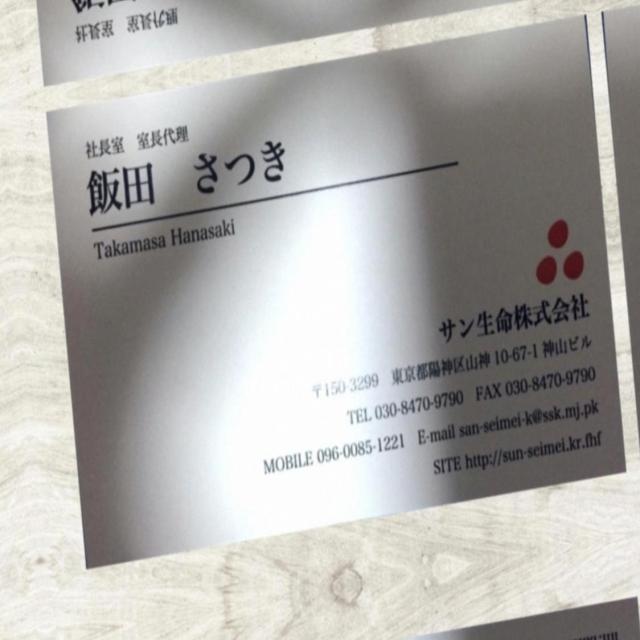 社長室　室長代理
飯田　さつき
Takamasa Hanasaki
サン生命株式会社
〒150-3299　東京都陽神区山神 10-67-1 神山ビル
TEL 030-8470-9790　FAX 030-8470-9790
MOBILE 096-0085-1221　E-mail san-seimei-k@ssk.mj.pk
SITE http://sun-seimei.kr.fhf